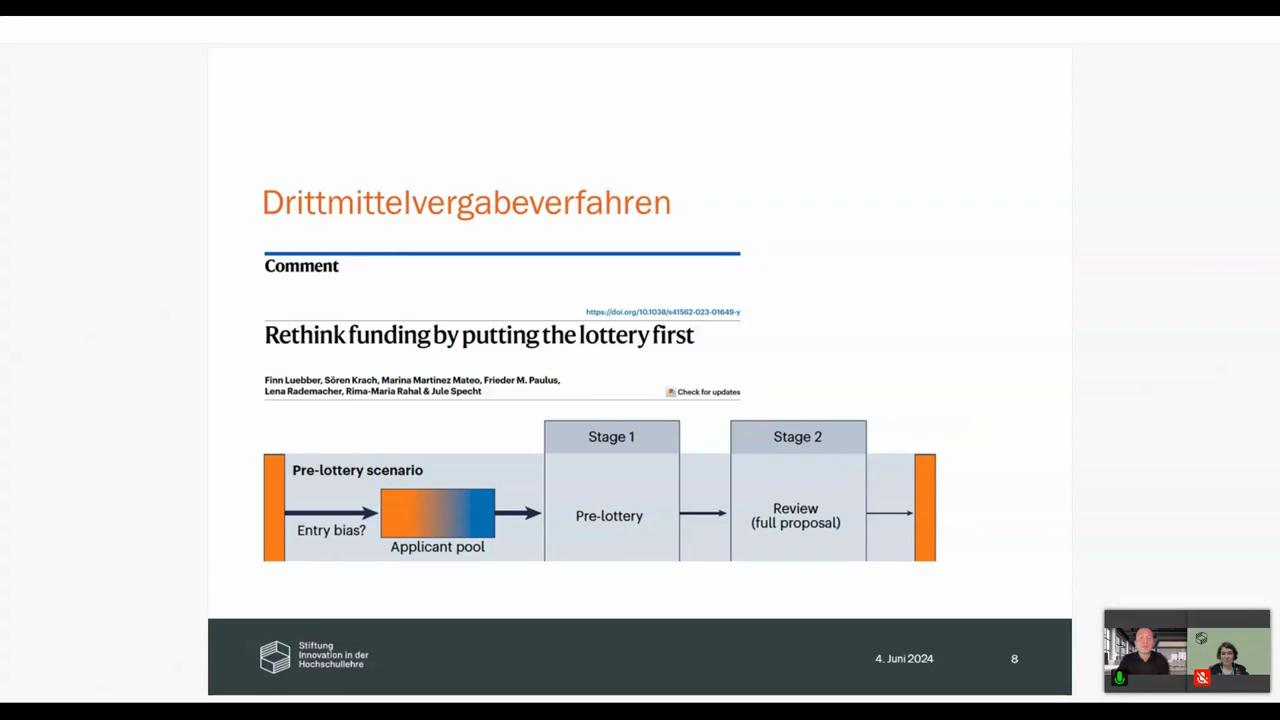 Drittmittelvergabeverfahren
Comment
https://doi.org/10.1038/s41562-023-01649-y
Rethink funding by putting the lottery first
Finn Luebber, Sören Krach, Marina Martinez Mateo, Frieder M. Paulus,
Lena Rademacher, Rima-Maria Rahal & Jule Specht
Check for updates
Stage 1
Stage 2
Pre-lottery scenario
Entry bias?
Applicant pool
Pre-lottery
Review
(full proposal)
Stiftung
Innovation in der
Hochschullehre
4. Juni 2024
8